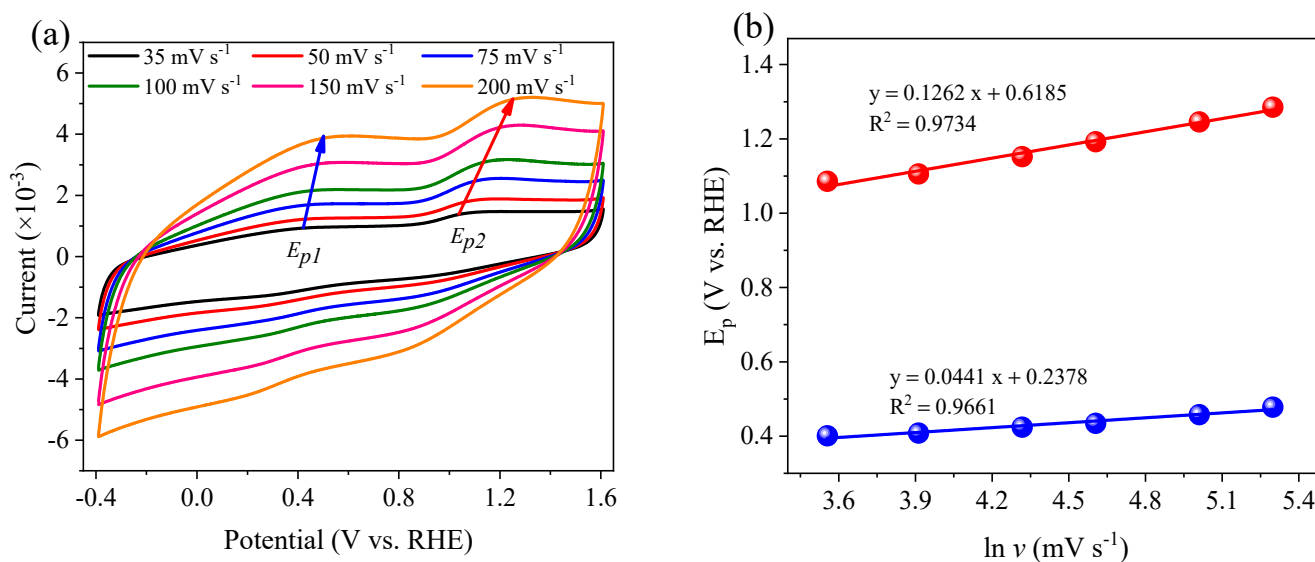 (a)
35 mV s⁻¹ 50 mV s⁻¹ 75 mV s⁻¹
100 mV s⁻¹ 150 mV s⁻¹ 200 mV s⁻¹
6
4
2
0
-2
-4
-6
Current (×10⁻³)
E_p1
E_p2
-0.4 0.0 0.4 0.8 1.2 1.6
Potential (V vs. RHE)
(b)
1.4
1.2
1.0
0.8
0.6
0.4
E_p (V vs. RHE)
y = 0.1262 x + 0.6185
R² = 0.9734
y = 0.0441 x + 0.2378
R² = 0.9661
3.6 3.9 4.2 4.5 4.8 5.1 5.4
ln v (mV s⁻¹)